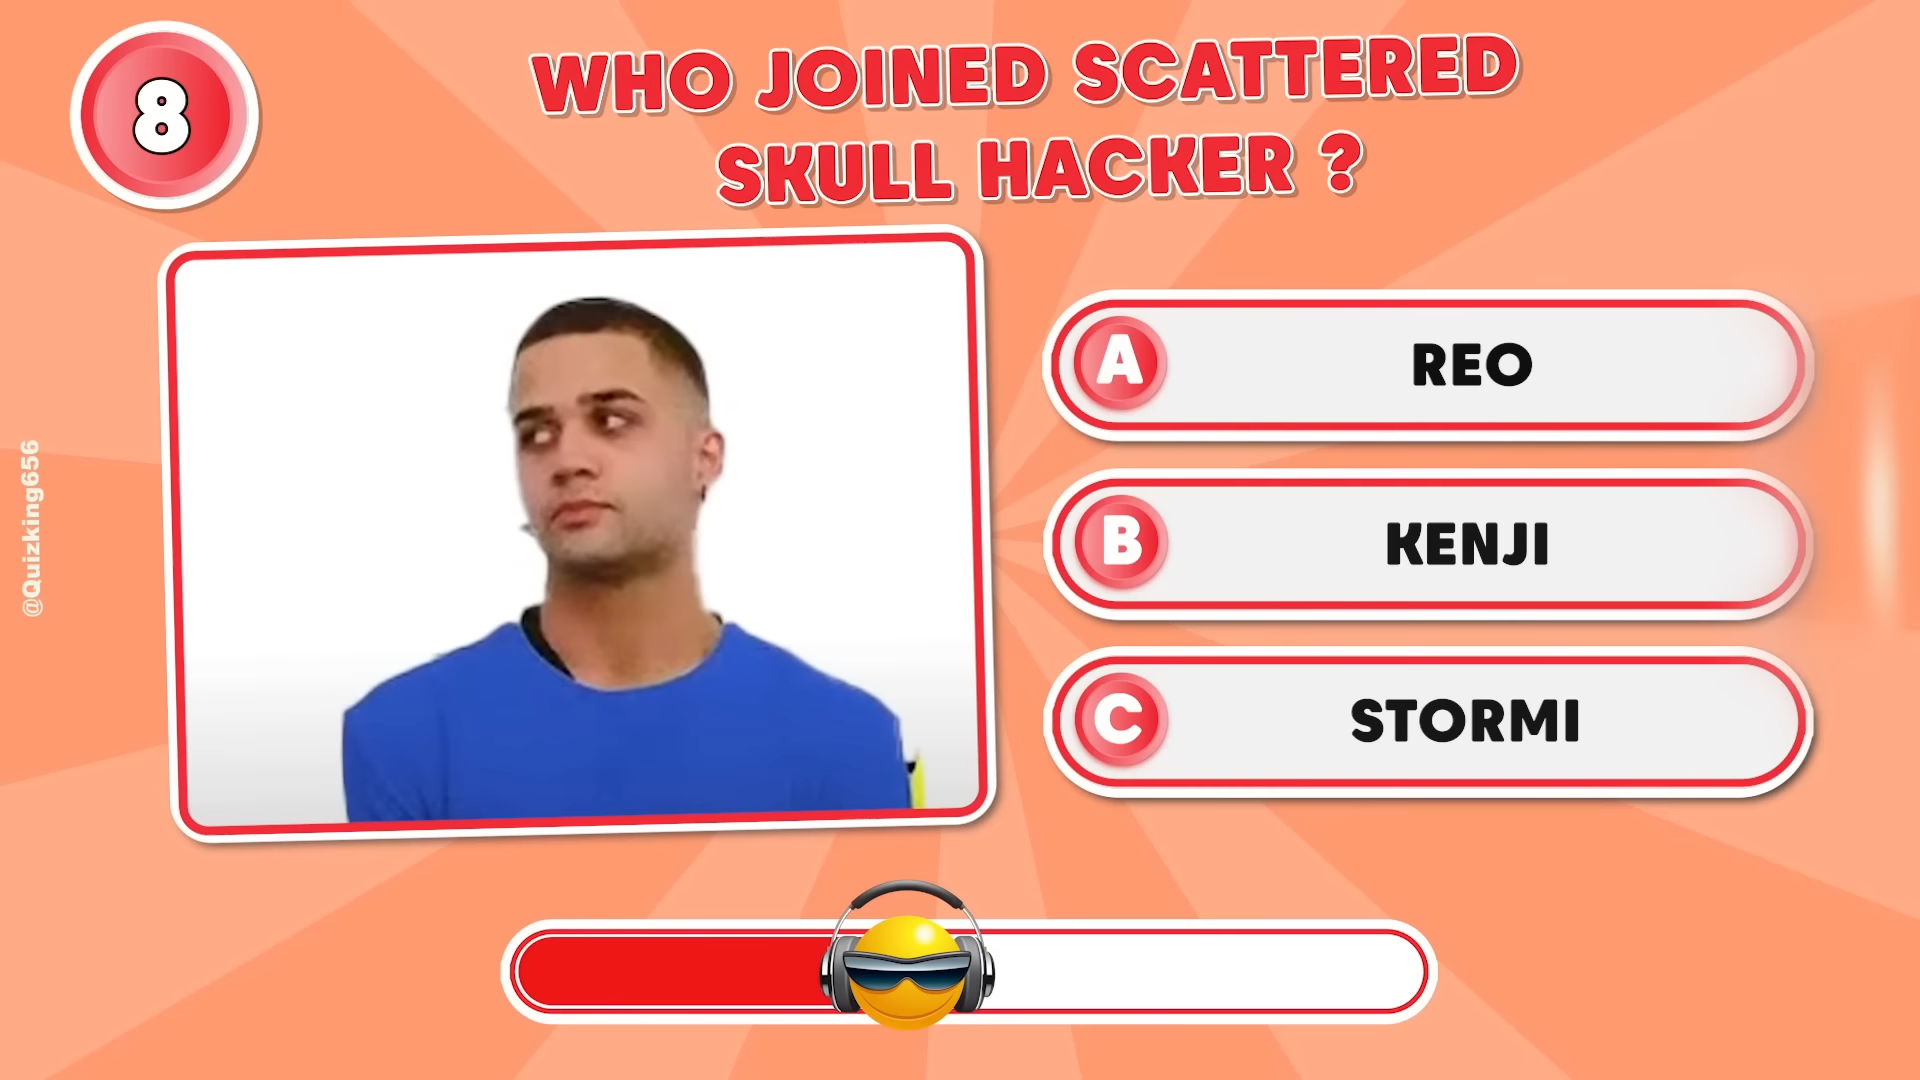 8
WHO JOINED SCATTERED
SKULL HACKER ?
A REO
B KENJI
C STORMI
@Quizking656